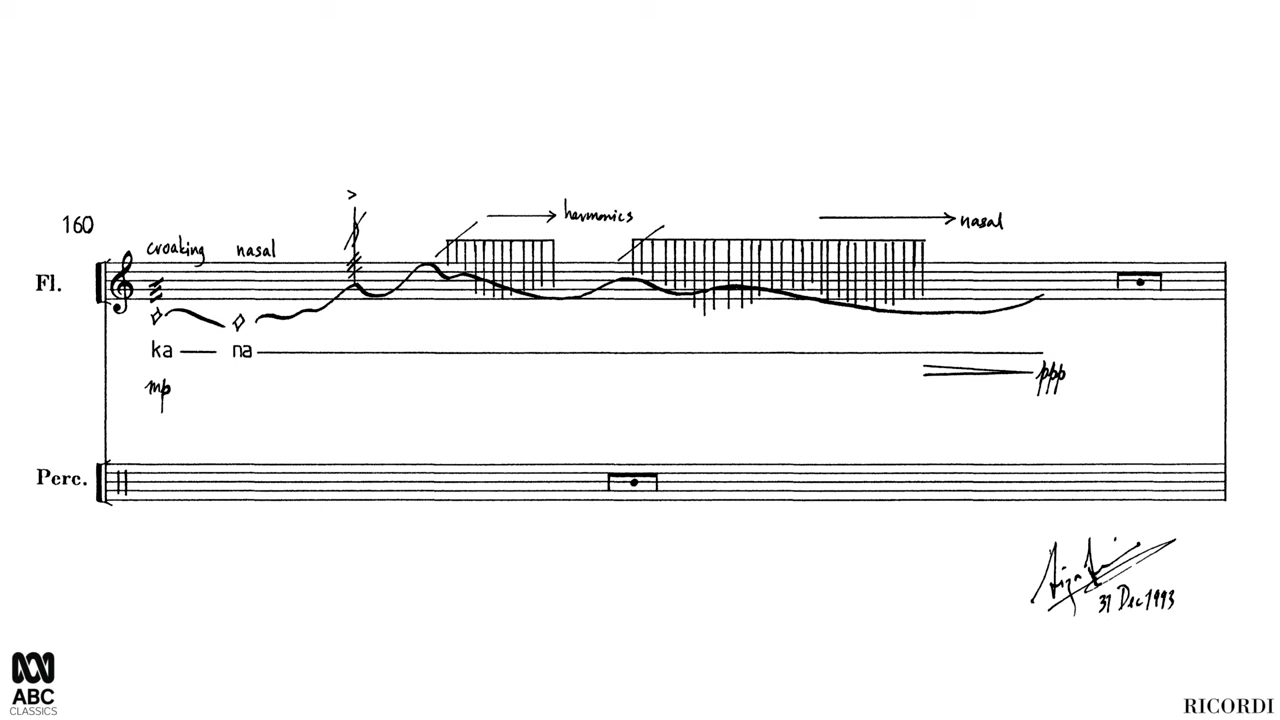 160
croaking nasal
harmonics
nasal
Fl.
ka na
mp
ppp
Perc.
31 Dec 1993
ABC
CLASSICS
RICORDI